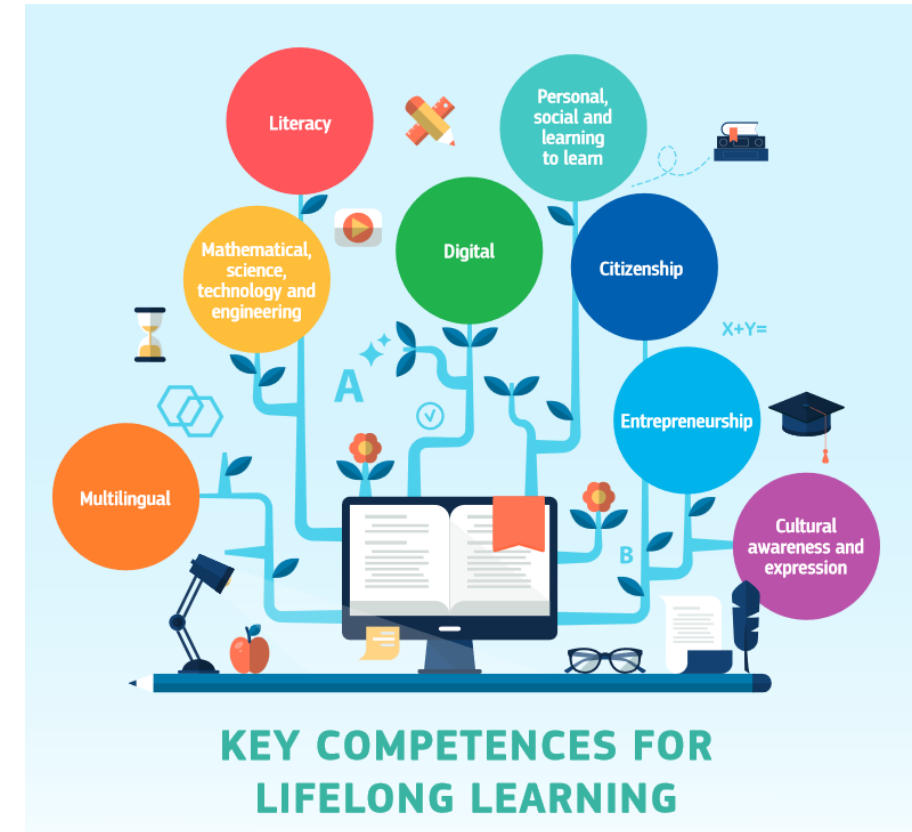 Literacy
Personal,
social and
learning
to learn
Mathematical,
science,
technology and
engineering
Digital
Citizenship
X+Y=
A
Entrepreneurship
Multilingual
Cultural
awareness and
expression
B
KEY COMPETENCES FOR
LIFELONG LEARNING